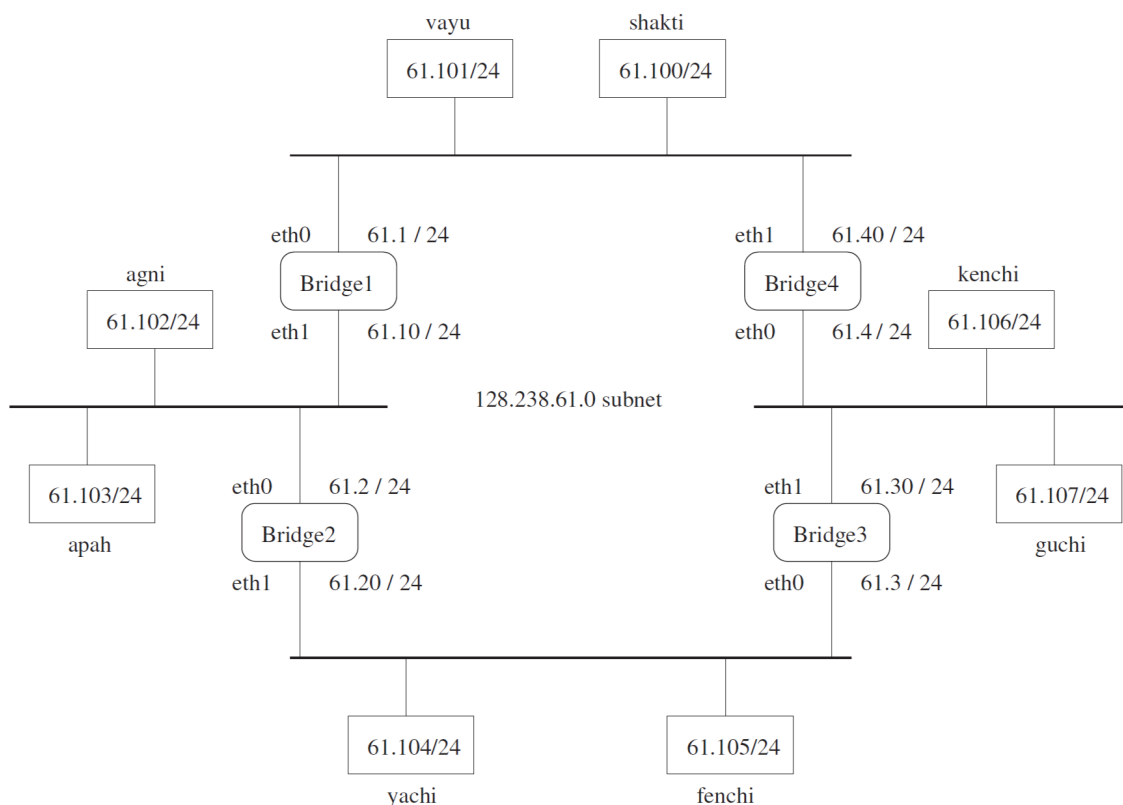 vayu shakti
61.101/24 61.100/24
eth0 61.1 / 24 eth1 61.40 / 24
agni Bridge1 Bridge4 kenchi
61.102/24 eth1 61.10 / 24 eth0 61.4 / 24 61.106/24
128.238.61.0 subnet
61.103/24 eth0 61.2 / 24 eth1 61.30 / 24 61.107/24
apah Bridge2 Bridge3 guchi
eth1 61.20 / 24 eth0 61.3 / 24
61.104/24 61.105/24
yachi fenchi